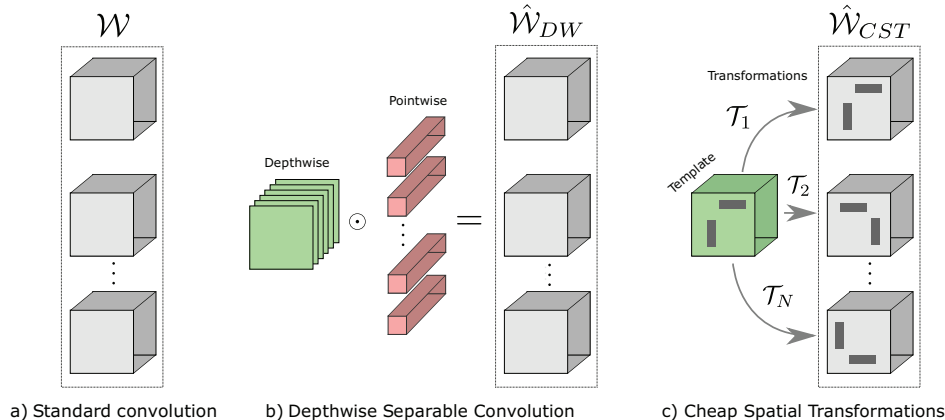 𝒲
Ŵ_DW
Ŵ_CST
Pointwise
Depthwise
⊙
=
Transformations
Template
𝒯_1
𝒯_2
𝒯_N
a) Standard convolution
b) Depthwise Separable Convolution
c) Cheap Spatial Transformations